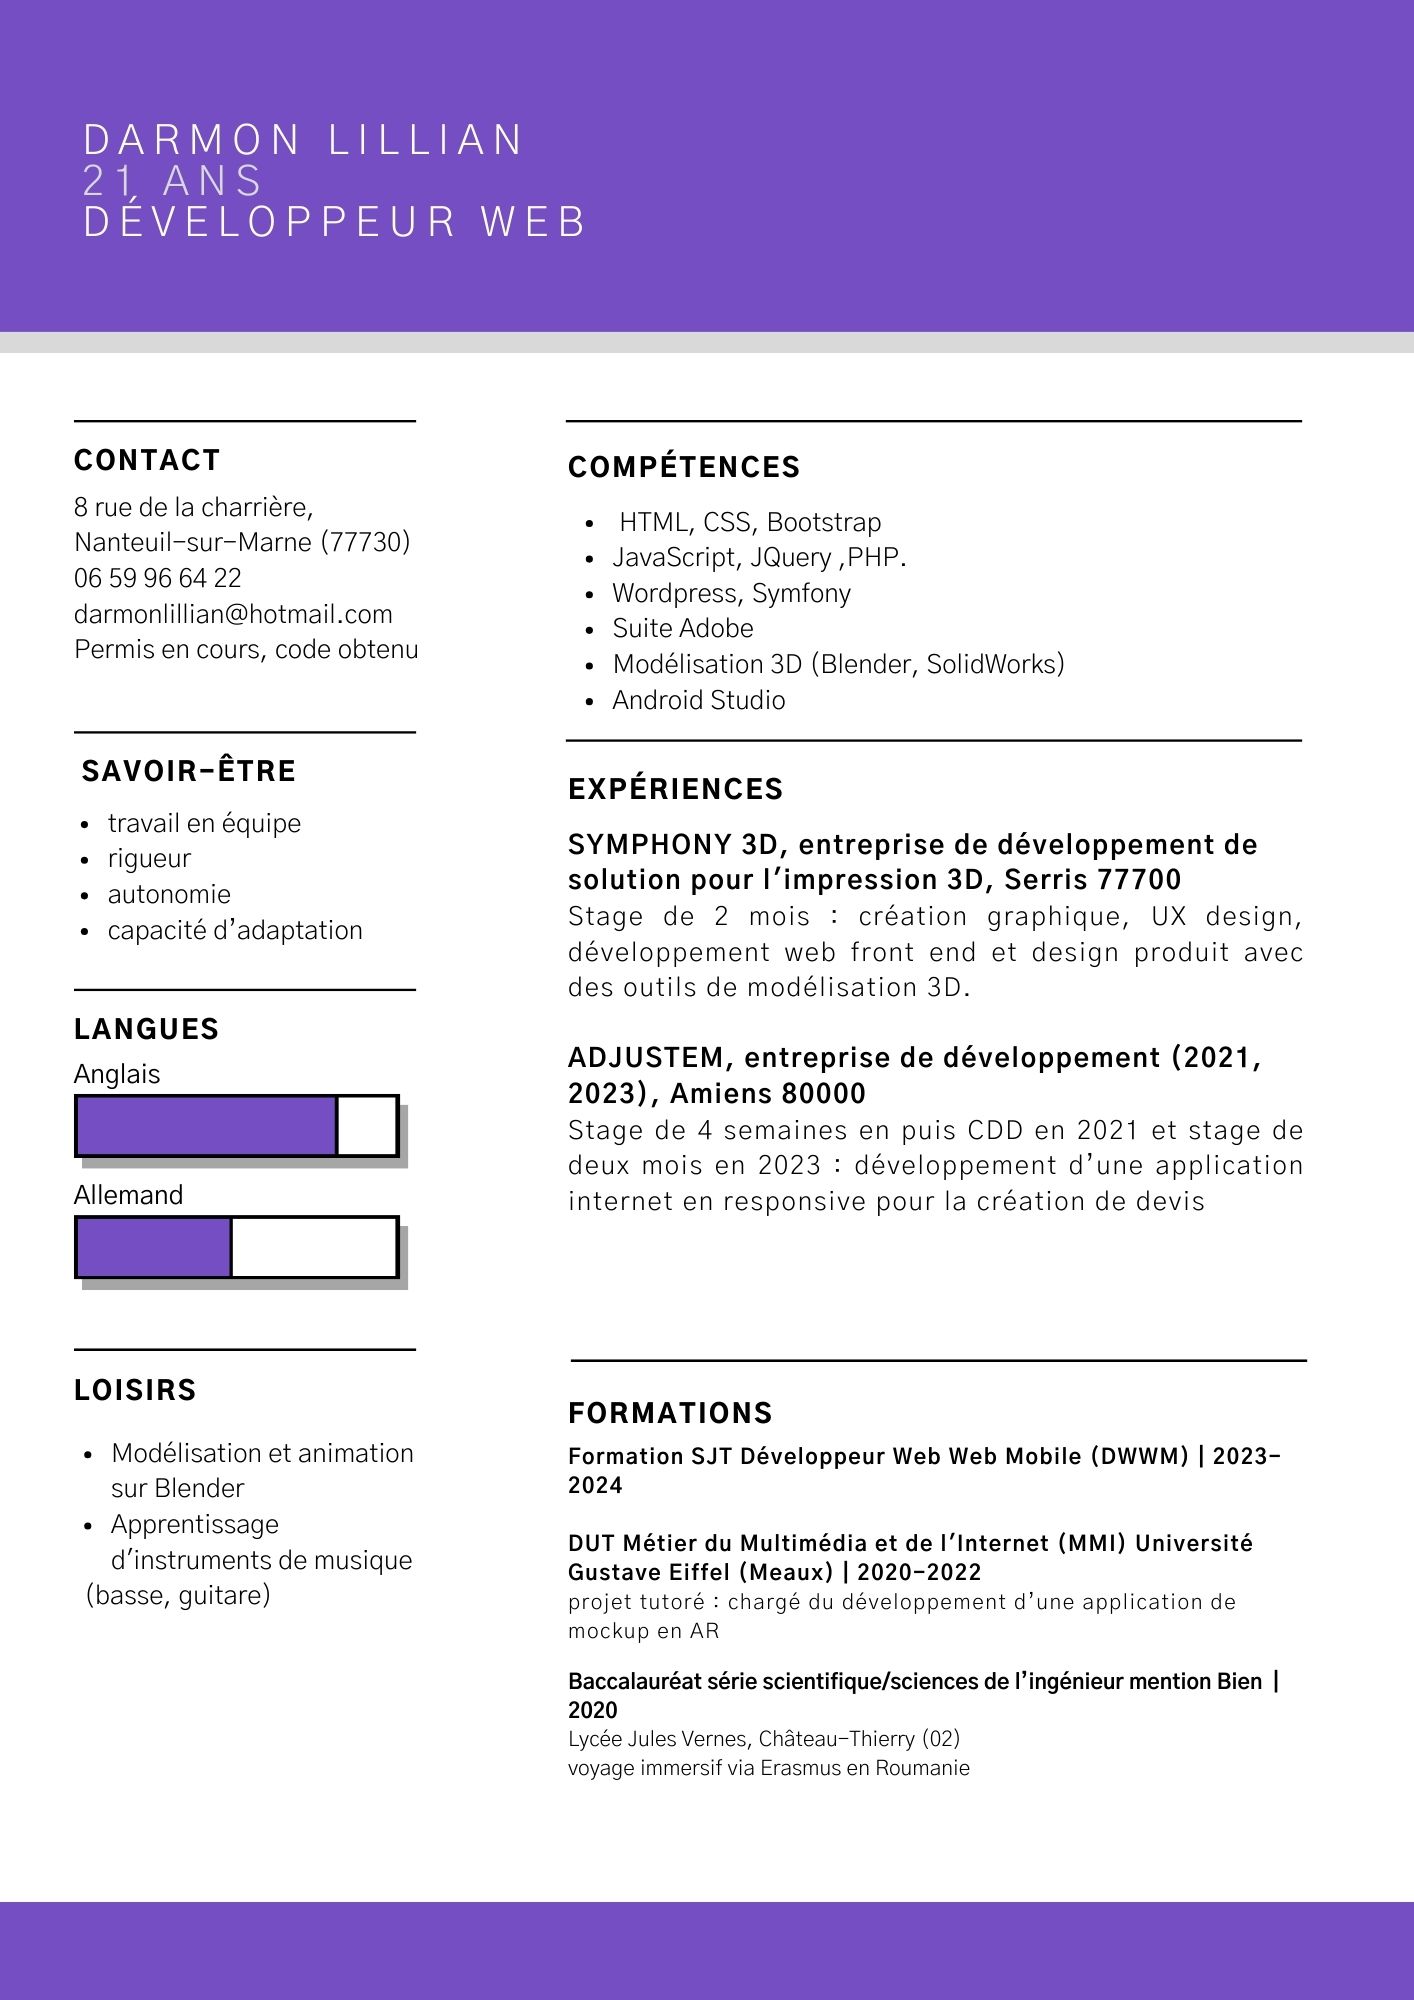 DARMON LILLIAN
21 ANS
DÉVELOPPEUR WEB
CONTACT
8 rue de la charrière,
Nanteuil-sur-Marne (77730)
06 59 96 64 22
darmonlillian@hotmail.com
Permis en cours, code obtenu
SAVOIR-ÊTRE
• travail en équipe
• rigueur
• autonomie
• capacité d'adaptation
LANGUES
Anglais
Allemand
LOISIRS
• Modélisation et animation
sur Blender
• Apprentissage
d'instruments de musique
(basse, guitare)
COMPÉTENCES
• HTML, CSS, Bootstrap
• JavaScript, JQuery ,PHP.
• Wordpress, Symfony
• Suite Adobe
• Modélisation 3D (Blender, SolidWorks)
• Android Studio
EXPÉRIENCES
SYMPHONY 3D, entreprise de développement de
solution pour l'impression 3D, Serris 77700
Stage de 2 mois : création graphique, UX design,
développement web front end et design produit avec
des outils de modélisation 3D.
ADJUSTEM, entreprise de développement (2021,
2023), Amiens 80000
Stage de 4 semaines en puis CDD en 2021 et stage de
deux mois en 2023 : développement d'une application
internet en responsive pour la création de devis
FORMATIONS
Formation SJT Développeur Web Web Mobile (DWWM) | 2023-
2024
DUT Métier du Multimédia et de l'Internet (MMI) Université
Gustave Eiffel (Meaux) | 2020-2022
projet tutoré : chargé du développement d'une application de
mockup en AR
Baccalauréat série scientifique/sciences de l'ingénieur mention Bien |
2020
Lycée Jules Vernes, Château-Thierry (02)
voyage immersif via Erasmus en Roumanie